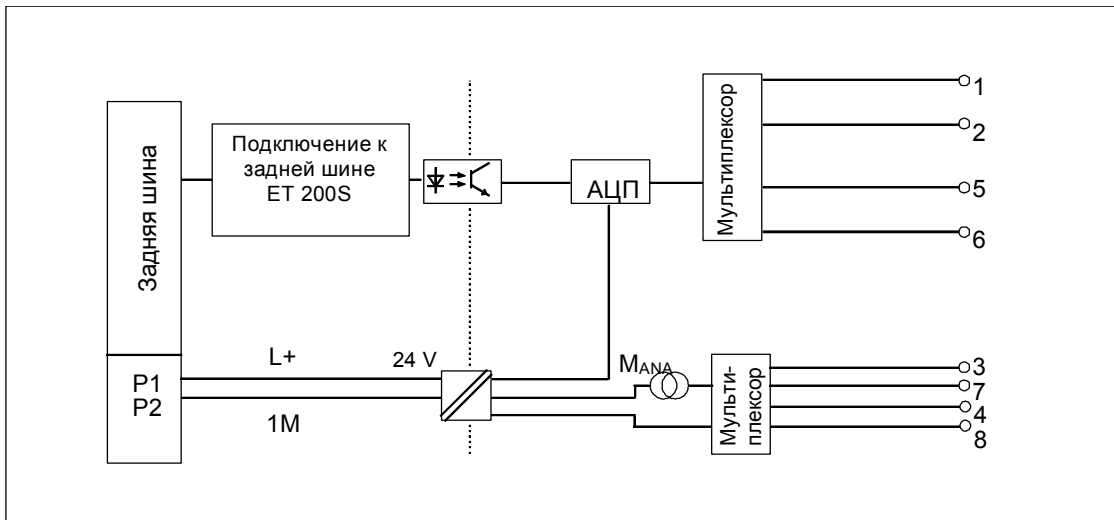 Задняя шина
Подключение к
задней шине
ET 200S
АЦП
Мультиплексор
1
2
5
6
P1
P2
L+
1M
24 V
MANA
Мульти-
плексор
3
7
4
8